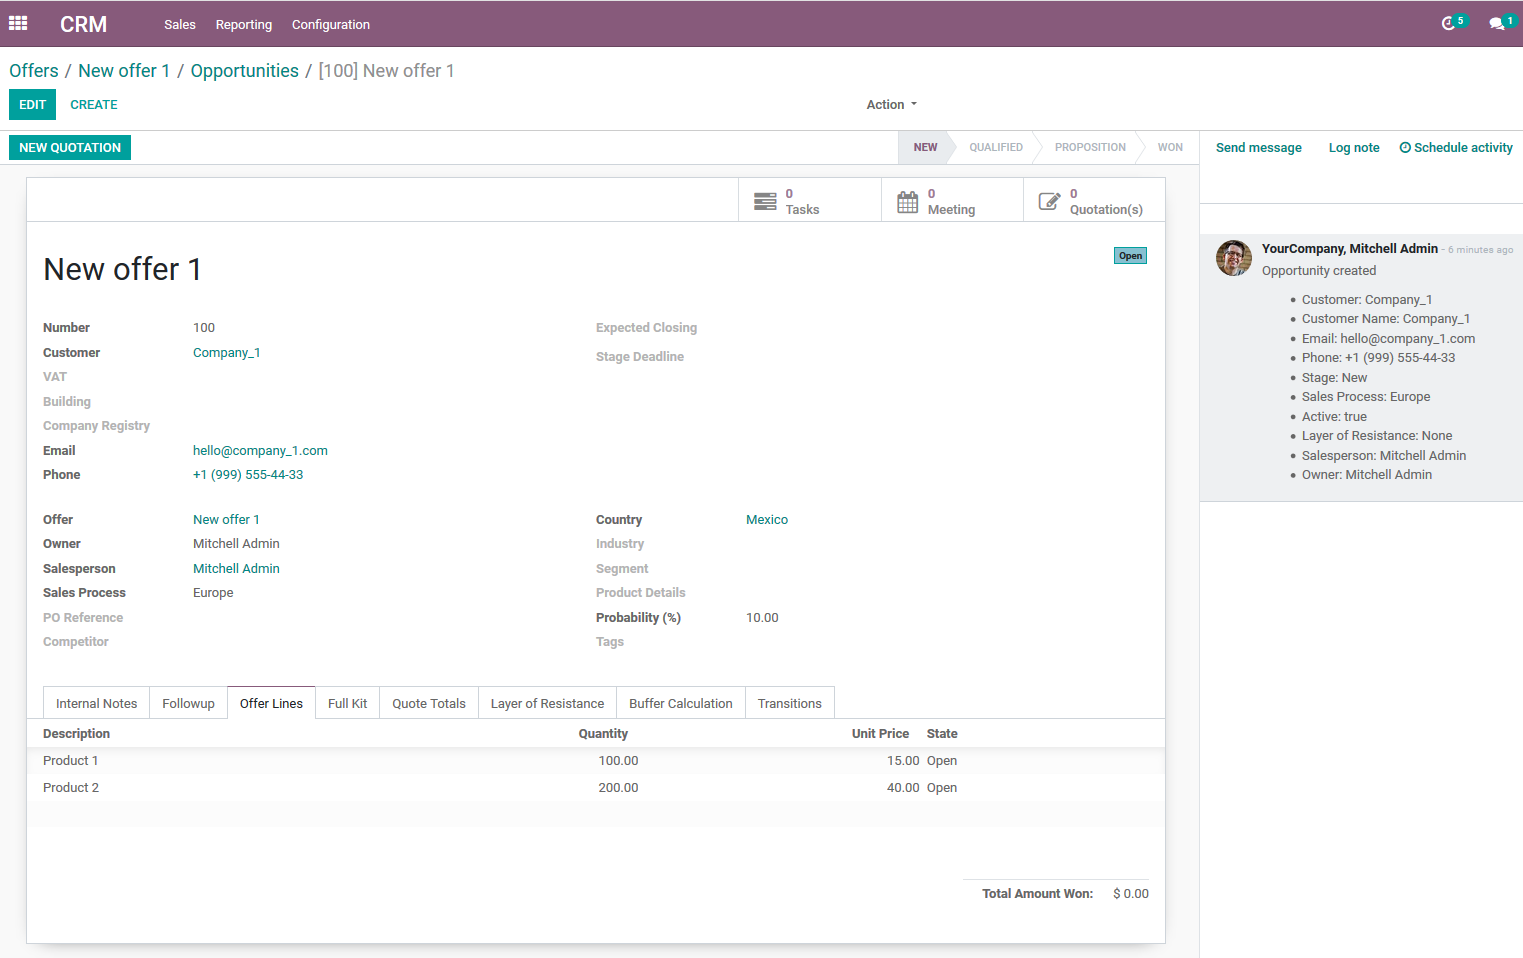 CRM Sales Reporting Configuration 5 1
Offers / New offer 1 / Opportunities / [100] New offer 1
EDIT CREATE Action
NEW QUOTATION NEW QUALIFIED PROPOSITION WON Send message Log note Schedule activity
0 Tasks
0 Meeting
0 Quotation(s)
New offer 1
Open
Number 100
Customer Company_1
VAT
Building
Company Registry
Email hello@company_1.com
Phone +1 (999) 555-44-33
Expected Closing
Stage Deadline
Offer New offer 1
Owner Mitchell Admin
Salesperson Mitchell Admin
Sales Process Europe
PO Reference
Competitor
Country Mexico
Industry
Segment
Product Details
Probability (%) 10.00
Tags
Internal Notes Followup Offer Lines Full Kit Quote Totals Layer of Resistance Buffer Calculation Transitions
Description Quantity Unit Price State
Product 1 100.00 15.00 Open
Product 2 200.00 40.00 Open
Total Amount Won: $ 0.00
YourCompany, Mitchell Admin - 6 minutes ago
Opportunity created
• Customer: Company_1
• Customer Name: Company_1
• Email: hello@company_1.com
• Phone: +1 (999) 555-44-33
• Stage: New
• Sales Process: Europe
• Active: true
• Layer of Resistance: None
• Salesperson: Mitchell Admin
• Owner: Mitchell Admin